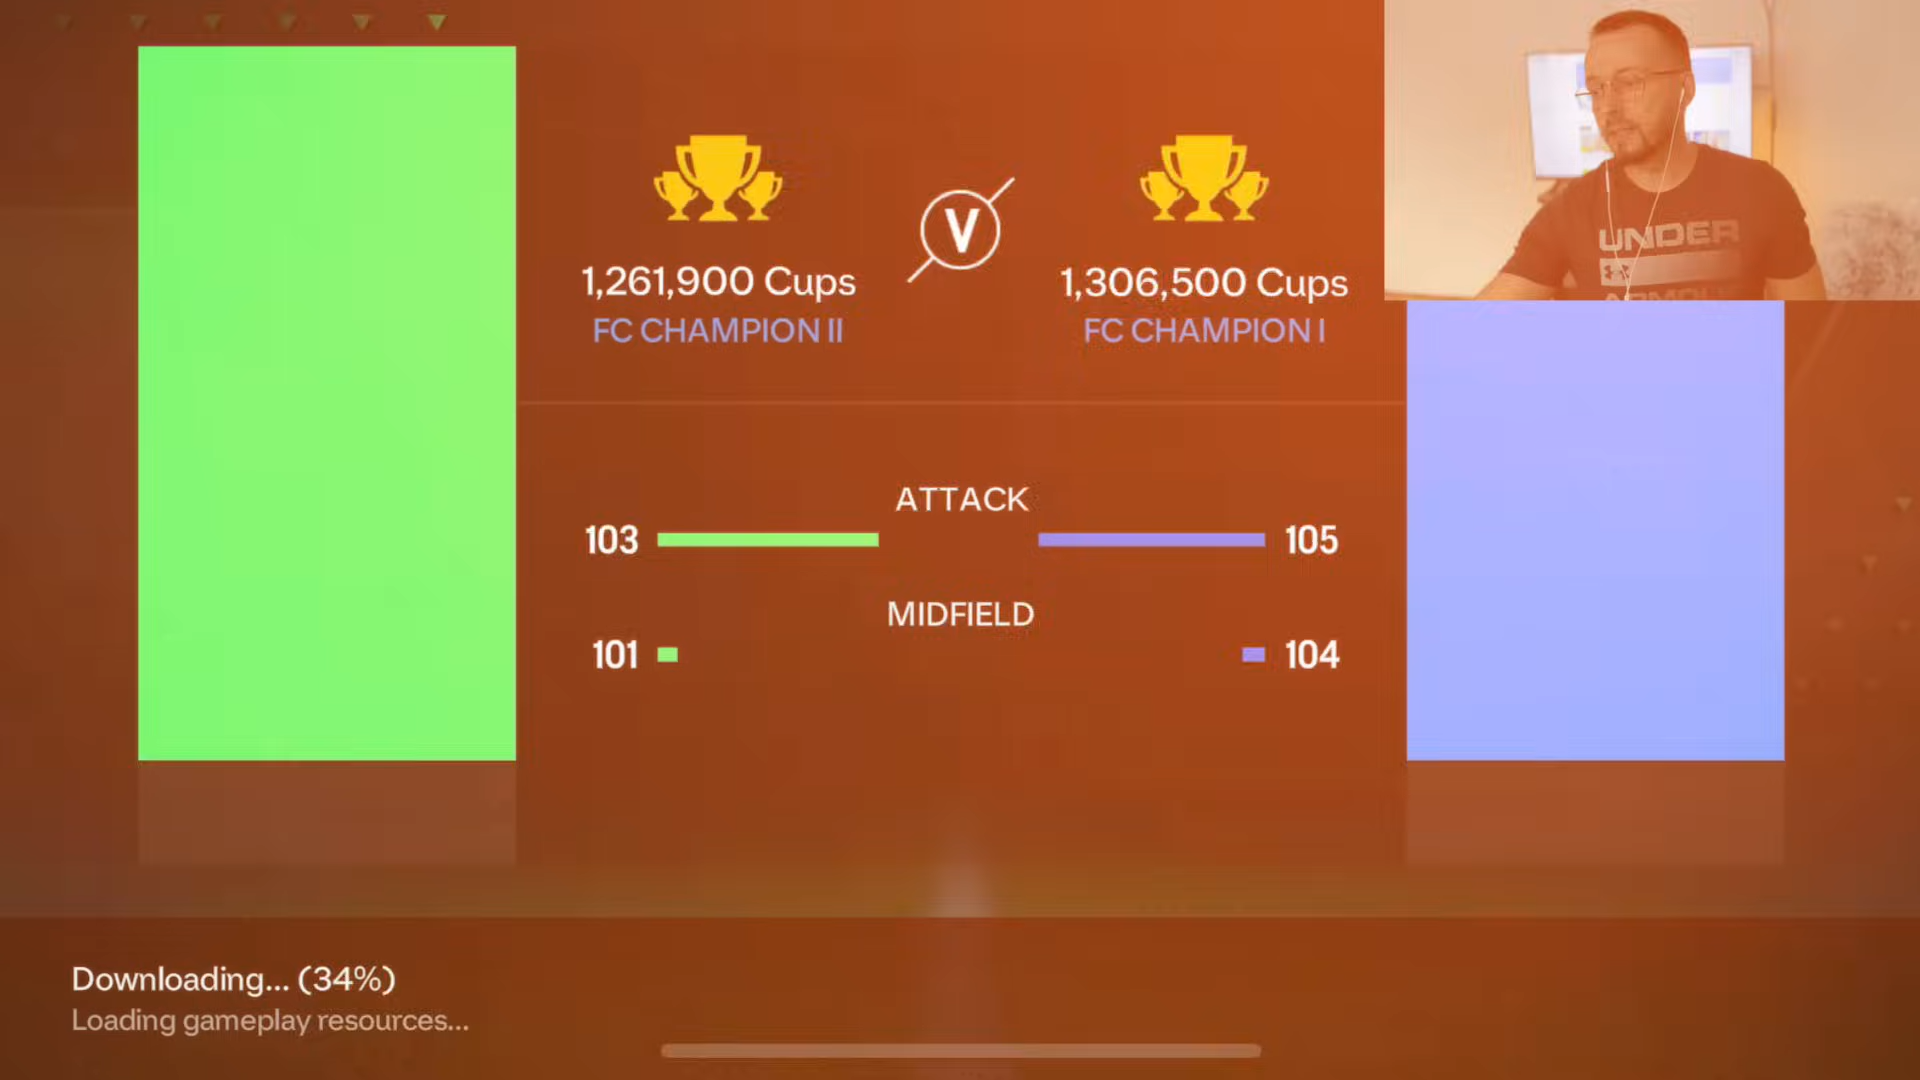 1,261,900 Cups
FC CHAMPION II
V
1,306,500 Cups
FC CHAMPION I
UNDER
ARMOUR
ATTACK
103
105
MIDFIELD
101
104
Downloading... (34%)
Loading gameplay resources...